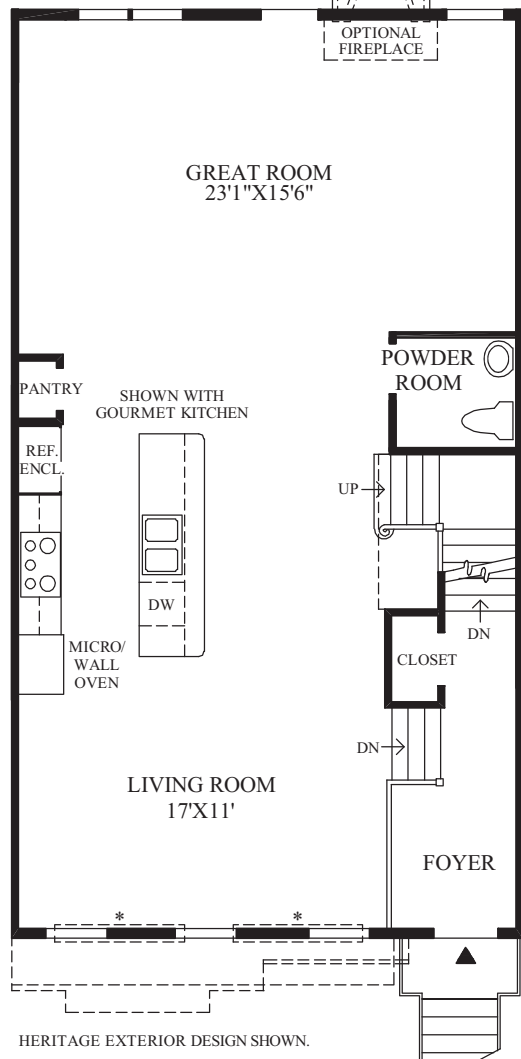 OPTIONAL
FIREPLACE
GREAT ROOM
23'1"X15'6"
POWDER
ROOM
PANTRY
SHOWN WITH
GOURMET KITCHEN
REF.
ENCL.
UP
DW
DN
MICRO/
WALL
OVEN
CLOSET
DN
LIVING ROOM
17'X11'
FOYER
*
*
HERITAGE EXTERIOR DESIGN SHOWN.